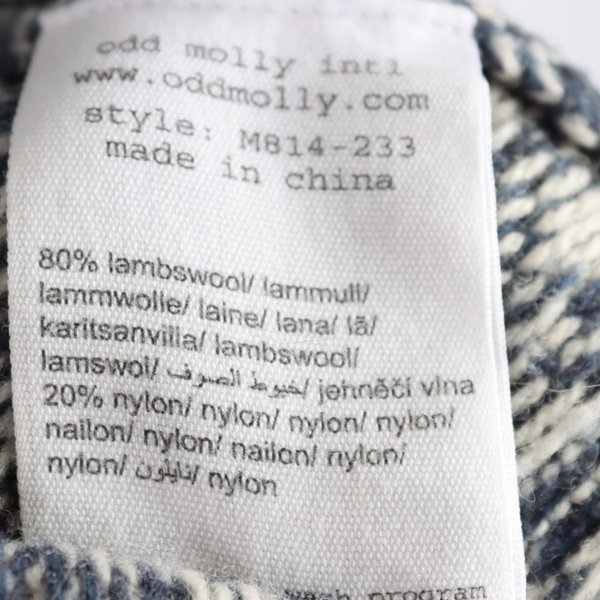 odd molly intl
www.oddmolly.com
style: M814-233
made in china
80% lambswool/ lammull/
lammwolle/ laine/ lana/ lã/
karitsanvilla/ lambswool/
lamswol/ خيوط الصوف/ jehněčí vlna
20% nylon/ nylon/ nylon/ nylon/
nailon/ nylon/ nailon/ nylon/
nylon/ نايلون/ nylon
wash program